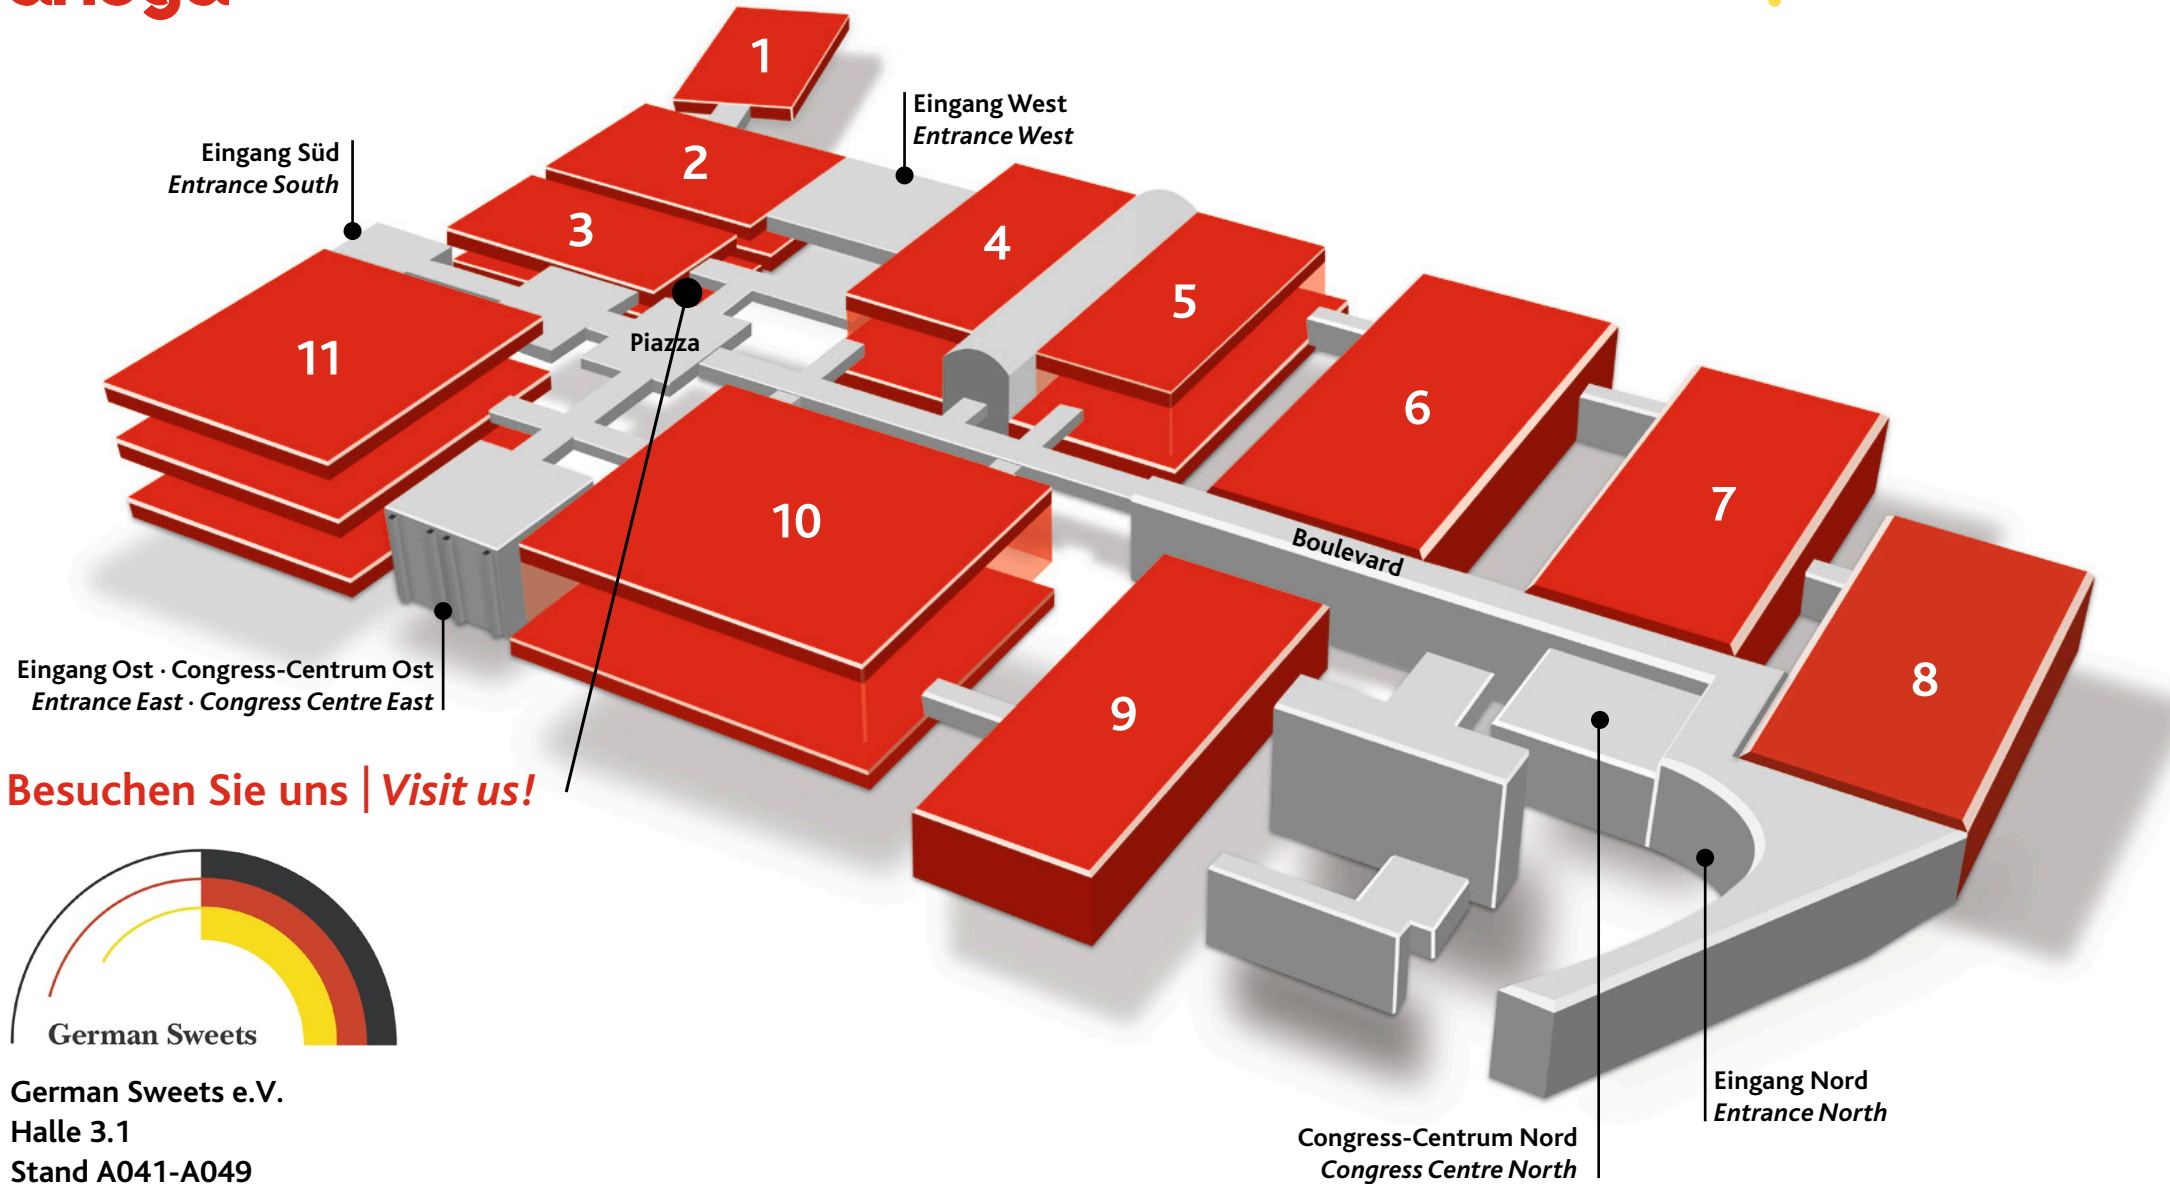 1
Eingang West
Entrance West
Eingang Süd
Entrance South
2
3
4
5
Piazza
11
6
7
10
Boulevard
8
9
Eingang Ost · Congress-Centrum Ost
Entrance East · Congress Centre East
Besuchen Sie uns | Visit us!
German Sweets
German Sweets e.V.
Halle 3.1
Stand A041-A049
Eingang Nord
Entrance North
Congress-Centrum Nord
Congress Centre North